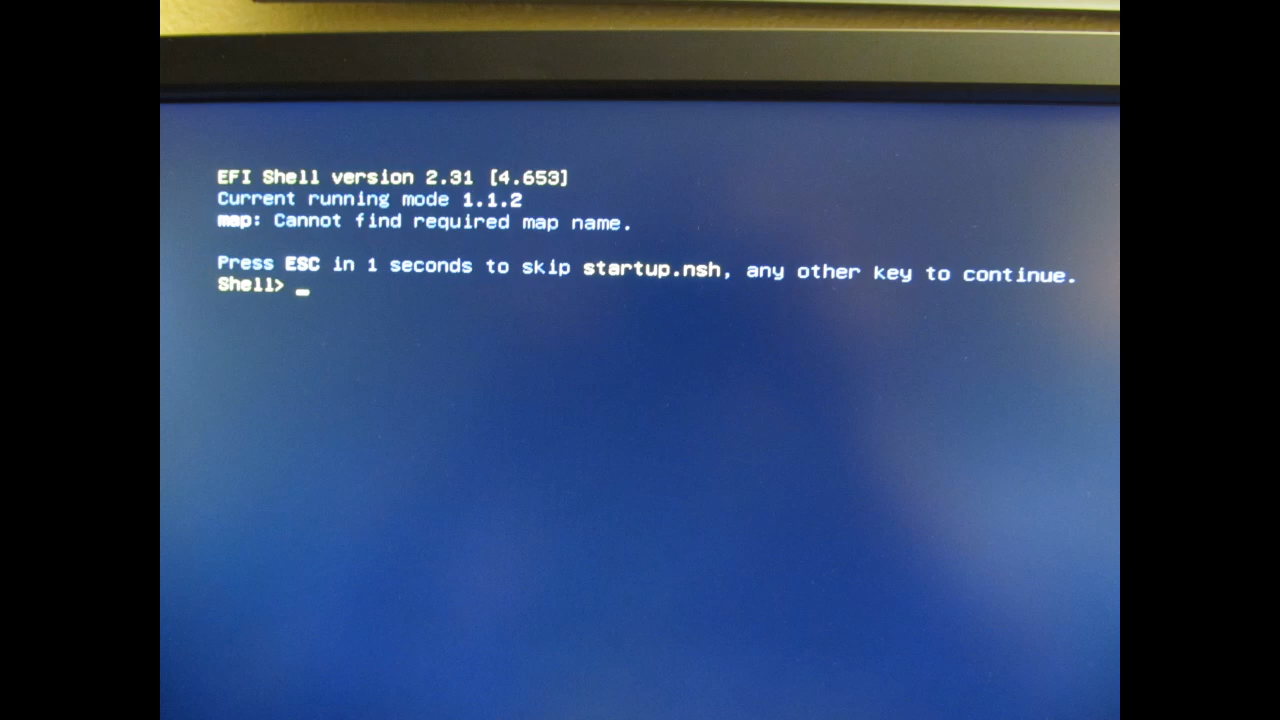 EFI Shell version 2.31 [4.653]
Current running mode 1.1.2
map: Cannot find required map name.
Press ESC in 1 seconds to skip startup.nsh, any other key to continue.
Shell> _